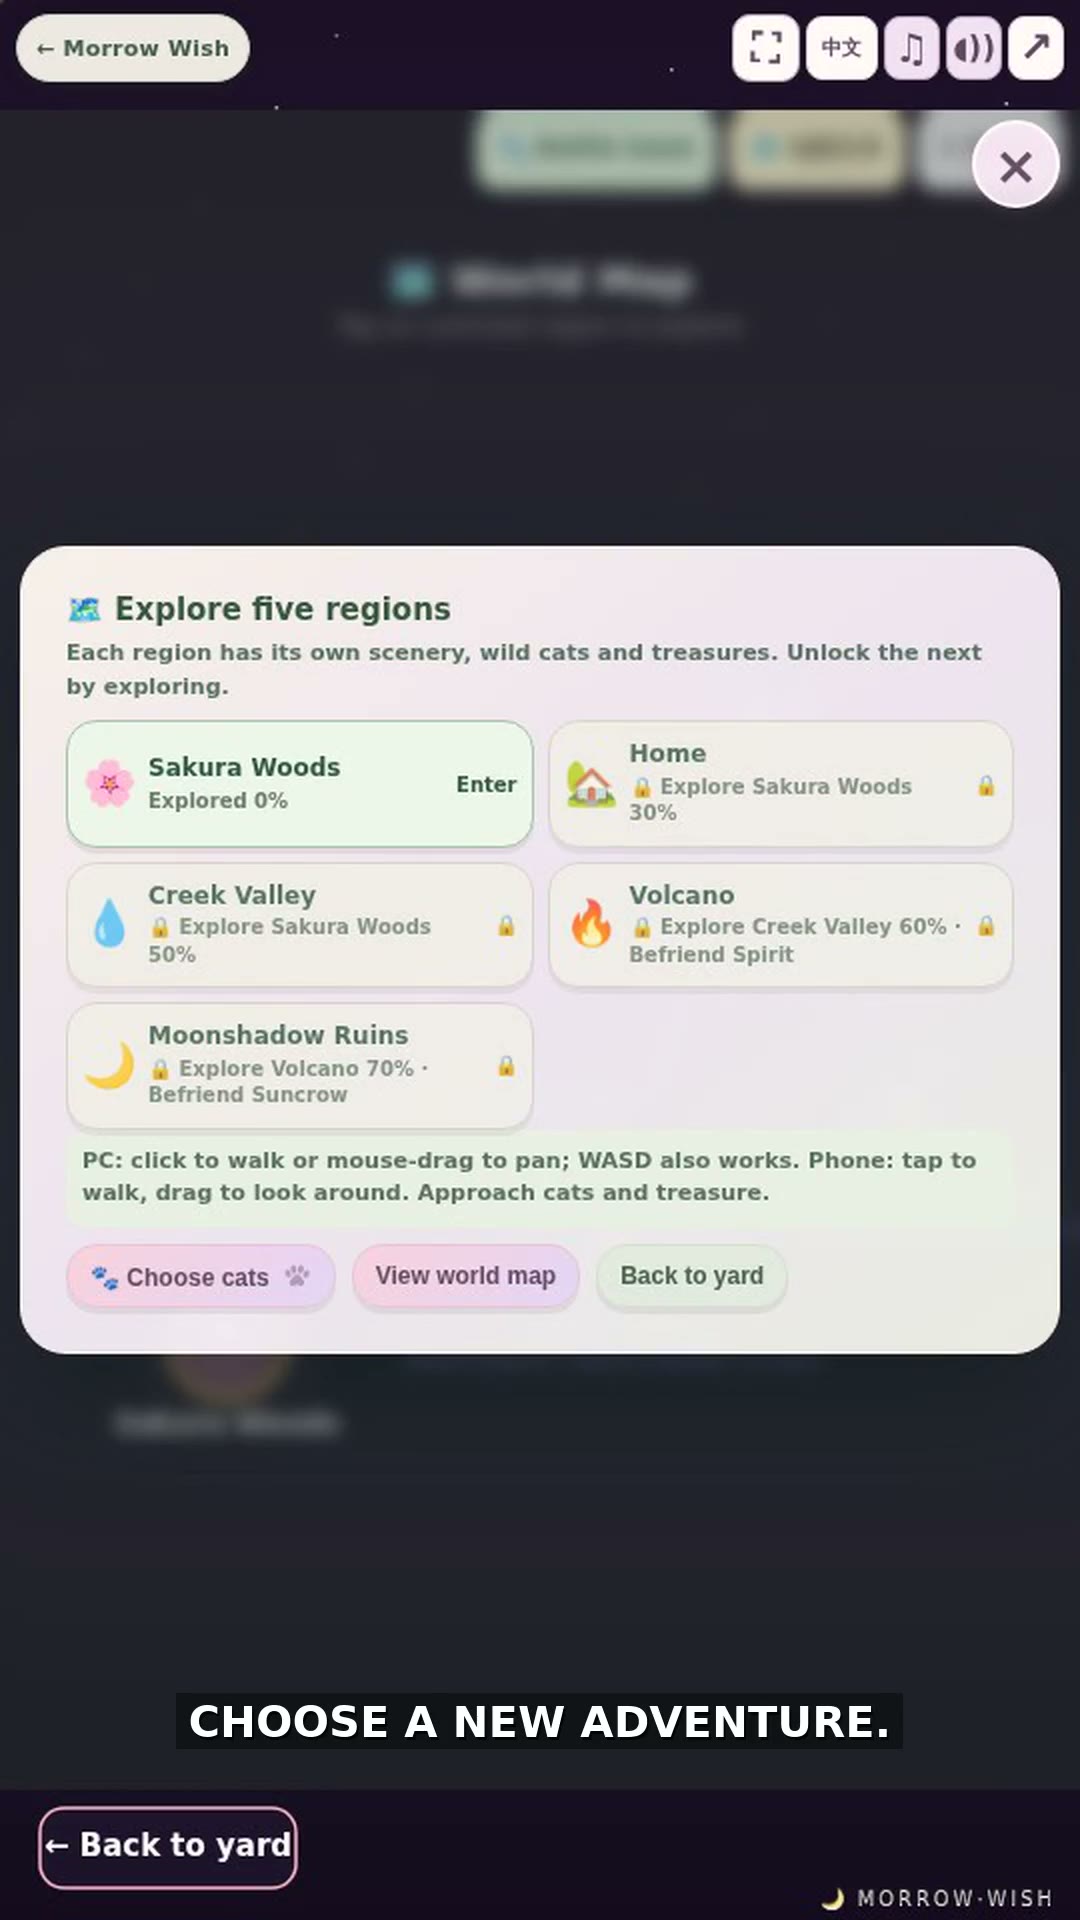 ← Morrow Wish
中文
World Map
Explore five regions
Each region has its own scenery, wild cats and treasures. Unlock the next
by exploring.
Sakura Woods
Explored 0%
Enter
Home
Explore Sakura Woods
30%
Creek Valley
Explore Sakura Woods
50%
Volcano
Explore Creek Valley 60% ·
Befriend Spirit
Moonshadow Ruins
Explore Volcano 70% ·
Befriend Suncrow
PC: click to walk or mouse-drag to pan; WASD also works. Phone: tap to
walk, drag to look around. Approach cats and treasure.
Choose cats
View world map
Back to yard
Sakura Woods
CHOOSE A NEW ADVENTURE.
← Back to yard
MORROW·WISH